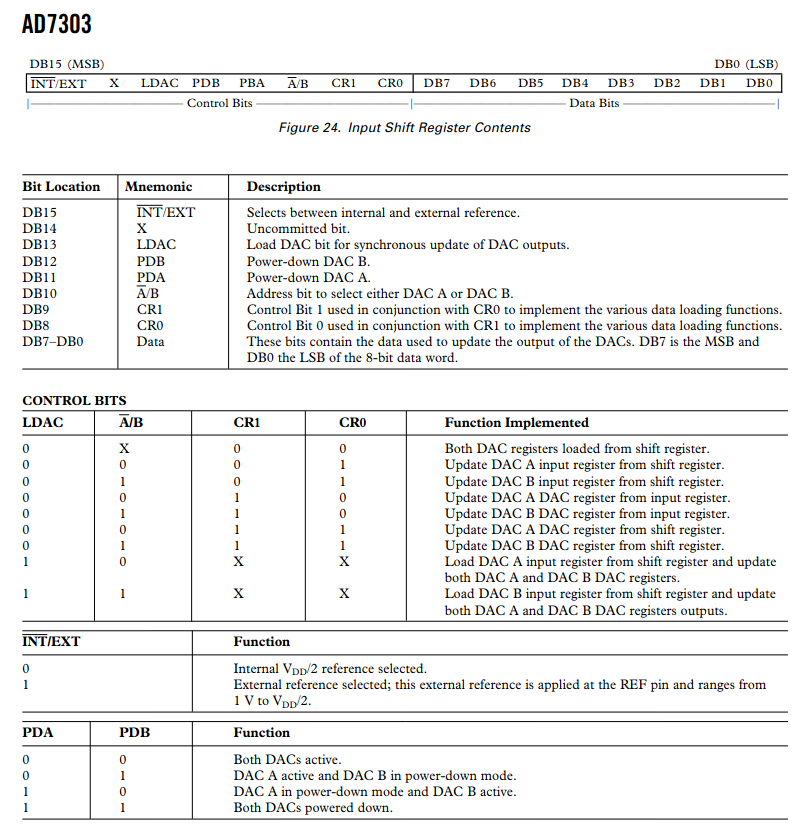 AD7303
DB15 (MSB) DB0 (LSB)
INT/EXT X LDAC PDB PBA A/B CR1 CR0 DB7 DB6 DB5 DB4 DB3 DB2 DB1 DB0
Control Bits Data Bits
Figure 24. Input Shift Register Contents
Bit Location Mnemonic Description
DB15 INT/EXT Selects between internal and external reference.
DB14 X Uncommitted bit.
DB13 LDAC Load DAC bit for synchronous update of DAC outputs.
DB12 PDB Power-down DAC B.
DB11 PDA Power-down DAC A.
DB10 A/B Address bit to select either DAC A or DAC B.
DB9 CR1 Control Bit 1 used in conjunction with CR0 to implement the various data loading functions.
DB8 CR0 Control Bit 0 used in conjunction with CR1 to implement the various data loading functions.
DB7–DB0 Data These bits contain the data used to update the output of the DACs. DB7 is the MSB and
DB0 the LSB of the 8-bit data word.
CONTROL BITS
LDAC A/B CR1 CR0 Function Implemented
0 X 0 0 Both DAC registers loaded from shift register.
0 0 0 1 Update DAC A input register from shift register.
0 1 0 1 Update DAC B input register from shift register.
0 0 1 0 Update DAC A DAC register from input register.
0 1 1 0 Update DAC B DAC register from input register.
0 0 1 1 Update DAC A DAC register from shift register.
0 1 1 1 Update DAC B DAC register from shift register.
1 0 X X Load DAC A input register from shift register and update
both DAC A and DAC B DAC registers.
1 1 X X Load DAC B input register from shift register and update
both DAC A and DAC B DAC registers outputs.
INT/EXT Function
0 Internal VDD/2 reference selected.
1 External reference selected; this external reference is applied at the REF pin and ranges from
1 V to VDD/2.
PDA PDB Function
0 0 Both DACs active.
0 1 DAC A active and DAC B in power-down mode.
1 0 DAC A in power-down mode and DAC B active.
1 1 Both DACs powered down.